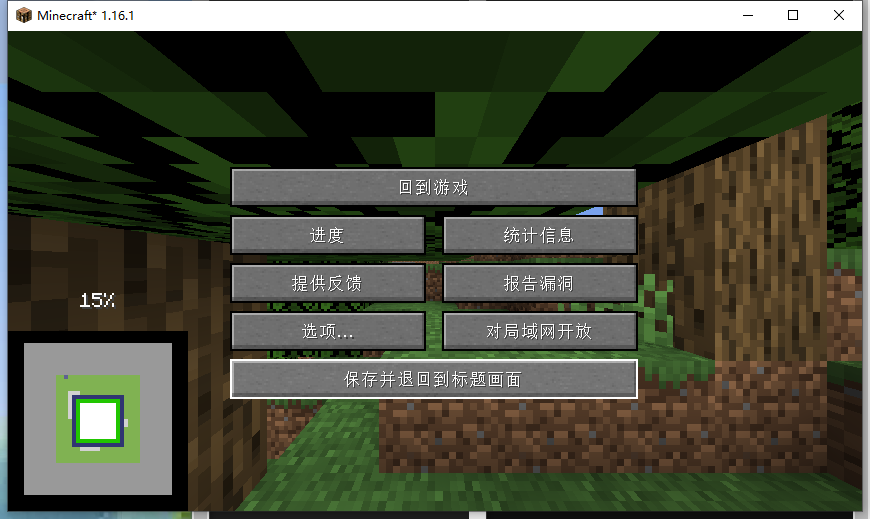 Minecraft* 1.16.1
回到游戏
进度
统计信息
提供反馈
报告漏洞
选项...
对局域网开放
保存并退回到标题画面
15%